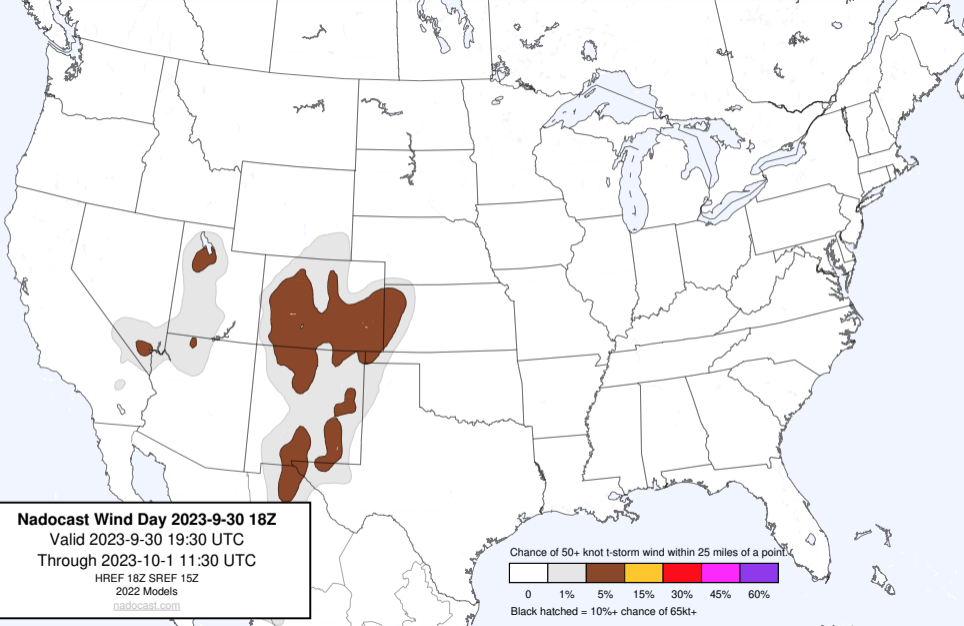 Nadocast Wind Day 2023-9-30 18Z
Valid 2023-9-30 19:30 UTC
Through 2023-10-1 11:30 UTC
HREF 18Z SREF 15Z
2022 Models
nadocast.com
Chance of 50+ knot t-storm wind within 25 miles of a point.
0 1% 5% 15% 30% 45% 60%
Black hatched = 10%+ chance of 65kt+